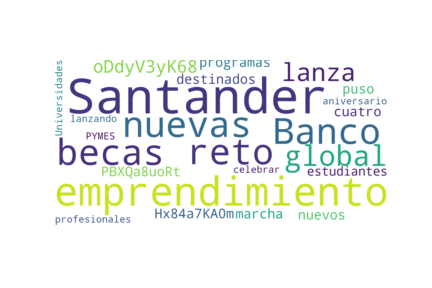 oDdyV3yK68 programas
destinados lanza
Universidades Santander puso
aniversario
cuatro
lanzando nuevas Banco
PYMES
becas reto global
celebrar estudiantes
PBXQa8uoRt
emprendimiento
profesionales Hx84a7KAOm marcha nuevos